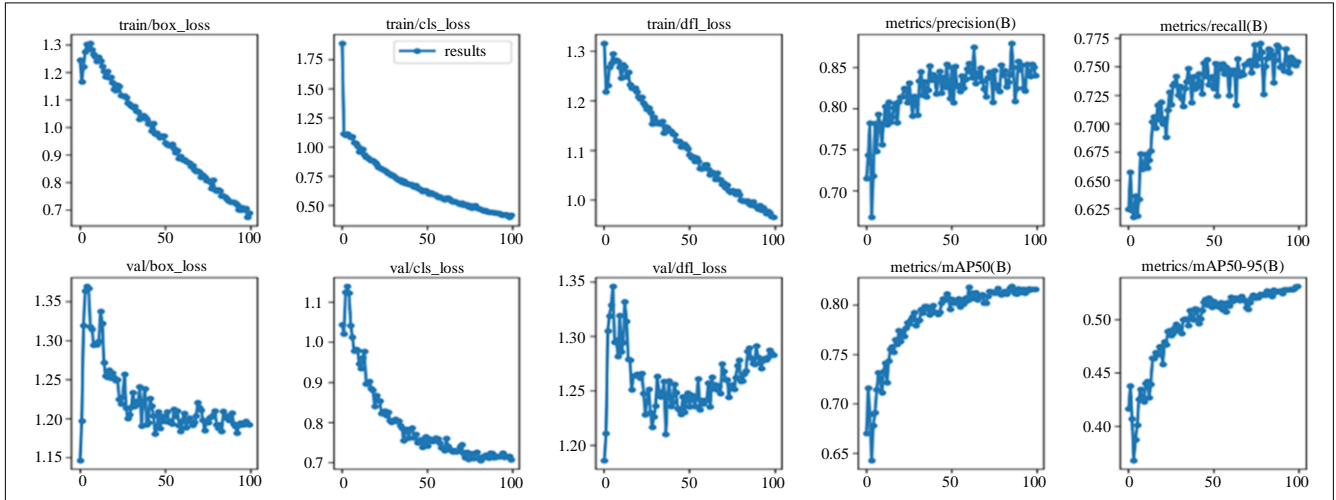 train/box_loss
train/cls_loss
train/dfl_loss
metrics/precision(B)
metrics/recall(B)
1.3
1.2
1.1
1.0
0.9
0.8
0.7
0 50 100
1.75
1.50
1.25
1.00
0.75
0.50
results
0 50 100
1.3
1.2
1.1
1.0
0 50 100
0.85
0.80
0.75
0.70
0 50 100
0.775
0.750
0.725
0.700
0.675
0.650
0.625
0 50 100
val/box_loss
val/cls_loss
val/dfl_loss
metrics/mAP50(B)
metrics/mAP50-95(B)
1.35
1.30
1.25
1.20
1.15
0 50 100
1.1
1.0
0.9
0.8
0.7
0 50 100
1.35
1.30
1.25
1.20
0 50 100
0.80
0.75
0.70
0.65
0 50 100
0.50
0.45
0.40
0 50 100